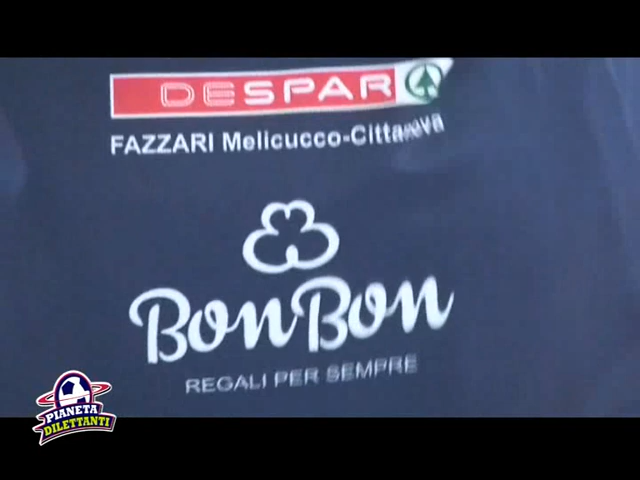 DESPAR
FAZZARI Melicucco-Cittanova
BonBon
REGALI PER SEMPRE
PIANETA
DILETTANTI